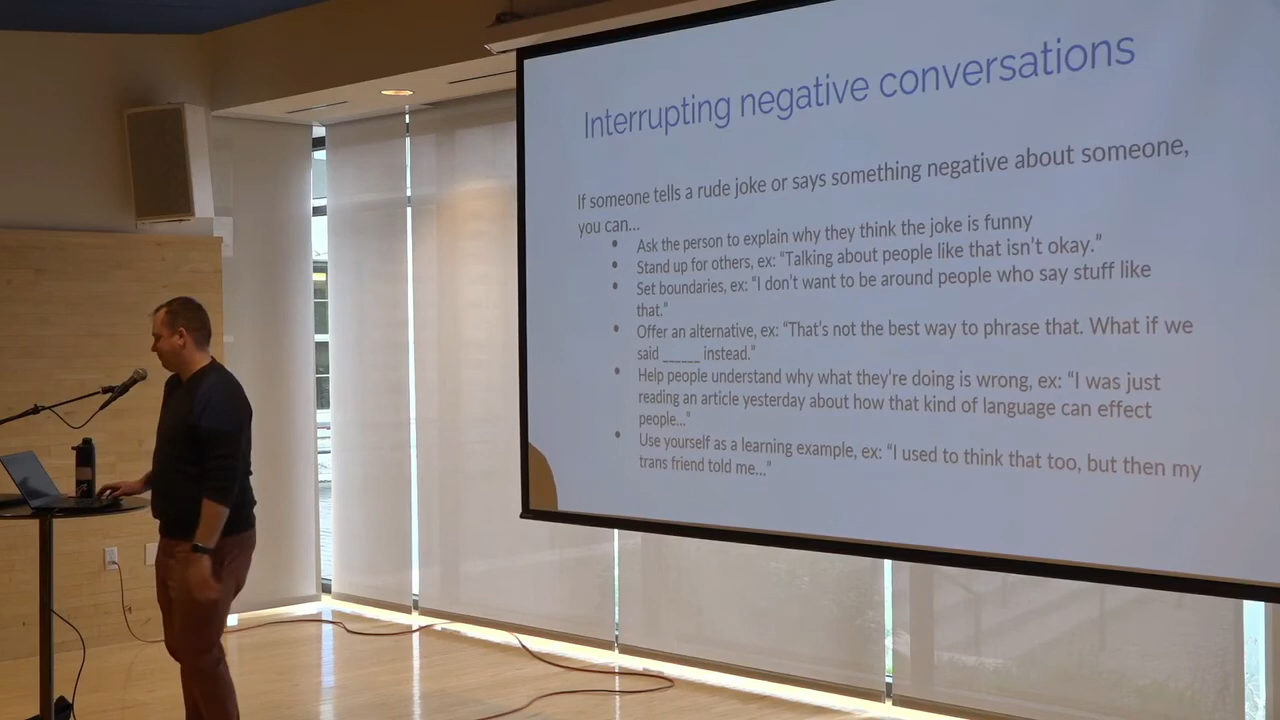 Interrupting negative conversations
If someone tells a rude joke or says something negative about someone,
you can...
• Ask the person to explain why they think the joke is funny
• Stand up for others, ex: “Talking about people like that isn’t okay.”
• Set boundaries, ex: “I don’t want to be around people who say stuff like
that.”
• Offer an alternative, ex: “That’s not the best way to phrase that. What if we
said ______ instead.”
• Help people understand why what they’re doing is wrong, ex: “I was just
reading an article yesterday about how that kind of language can effect
people...”
• Use yourself as a learning example, ex: “I used to think that too, but then my
trans friend told me...”